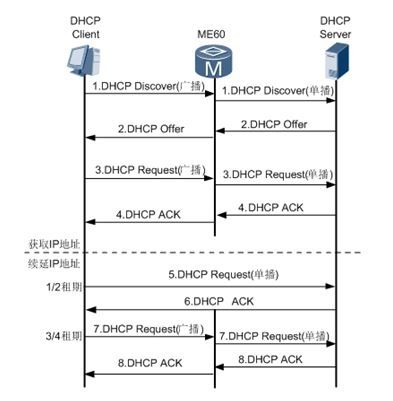 DHCP
Client
ME60
DHCP
Server
M
1.DHCP Discover(广播)
1.DHCP Discover(单播)
2.DHCP Offer
2.DHCP Offer
3.DHCP Request(广播)
3.DHCP Request(单播)
4.DHCP ACK
4.DHCP ACK
获取IP地址
续延IP地址
5.DHCP Request(单播)
1/2租期
6.DHCP ACK
3/4租期
7.DHCP Request(广播)
7.DHCP Request(单播)
8.DHCP ACK
8.DHCP ACK